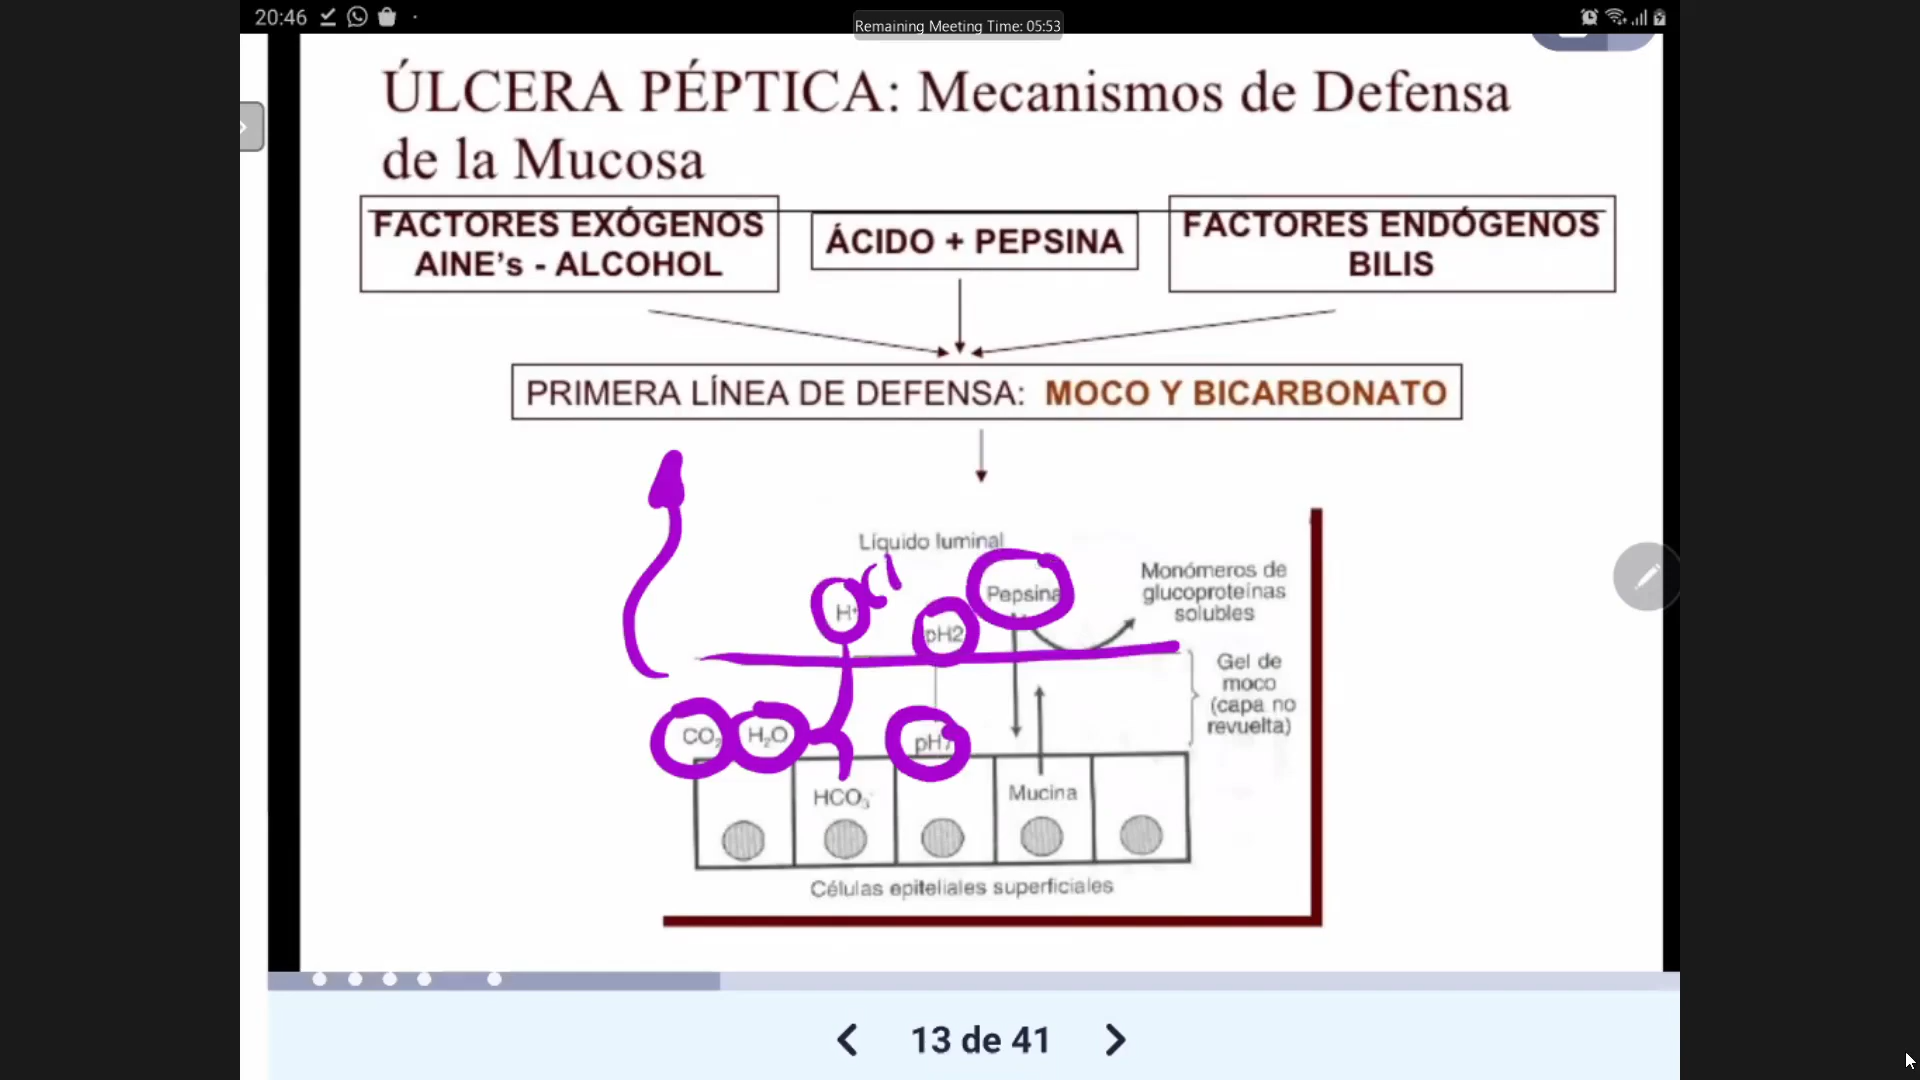 20:46
Remaining Meeting Time: 05:53
ÚLCERA PÉPTICA: Mecanismos de Defensa
de la Mucosa
FACTORES EXÓGENOS
AINE's - ALCOHOL
ÁCIDO + PEPSINA
FACTORES ENDÓGENOS
BILIS
PRIMERA LÍNEA DE DEFENSA: MOCO Y BICARBONATO
Líquido luminal
H⁺ Cl
pH2
Pepsina
Monómeros de
glucoproteínas
solubles
Gel de
moco
(capa no
revuelta)
CO₂
H₂O
pH7
HCO₃⁻
Mucina
Células epiteliales superficiales
13 de 41